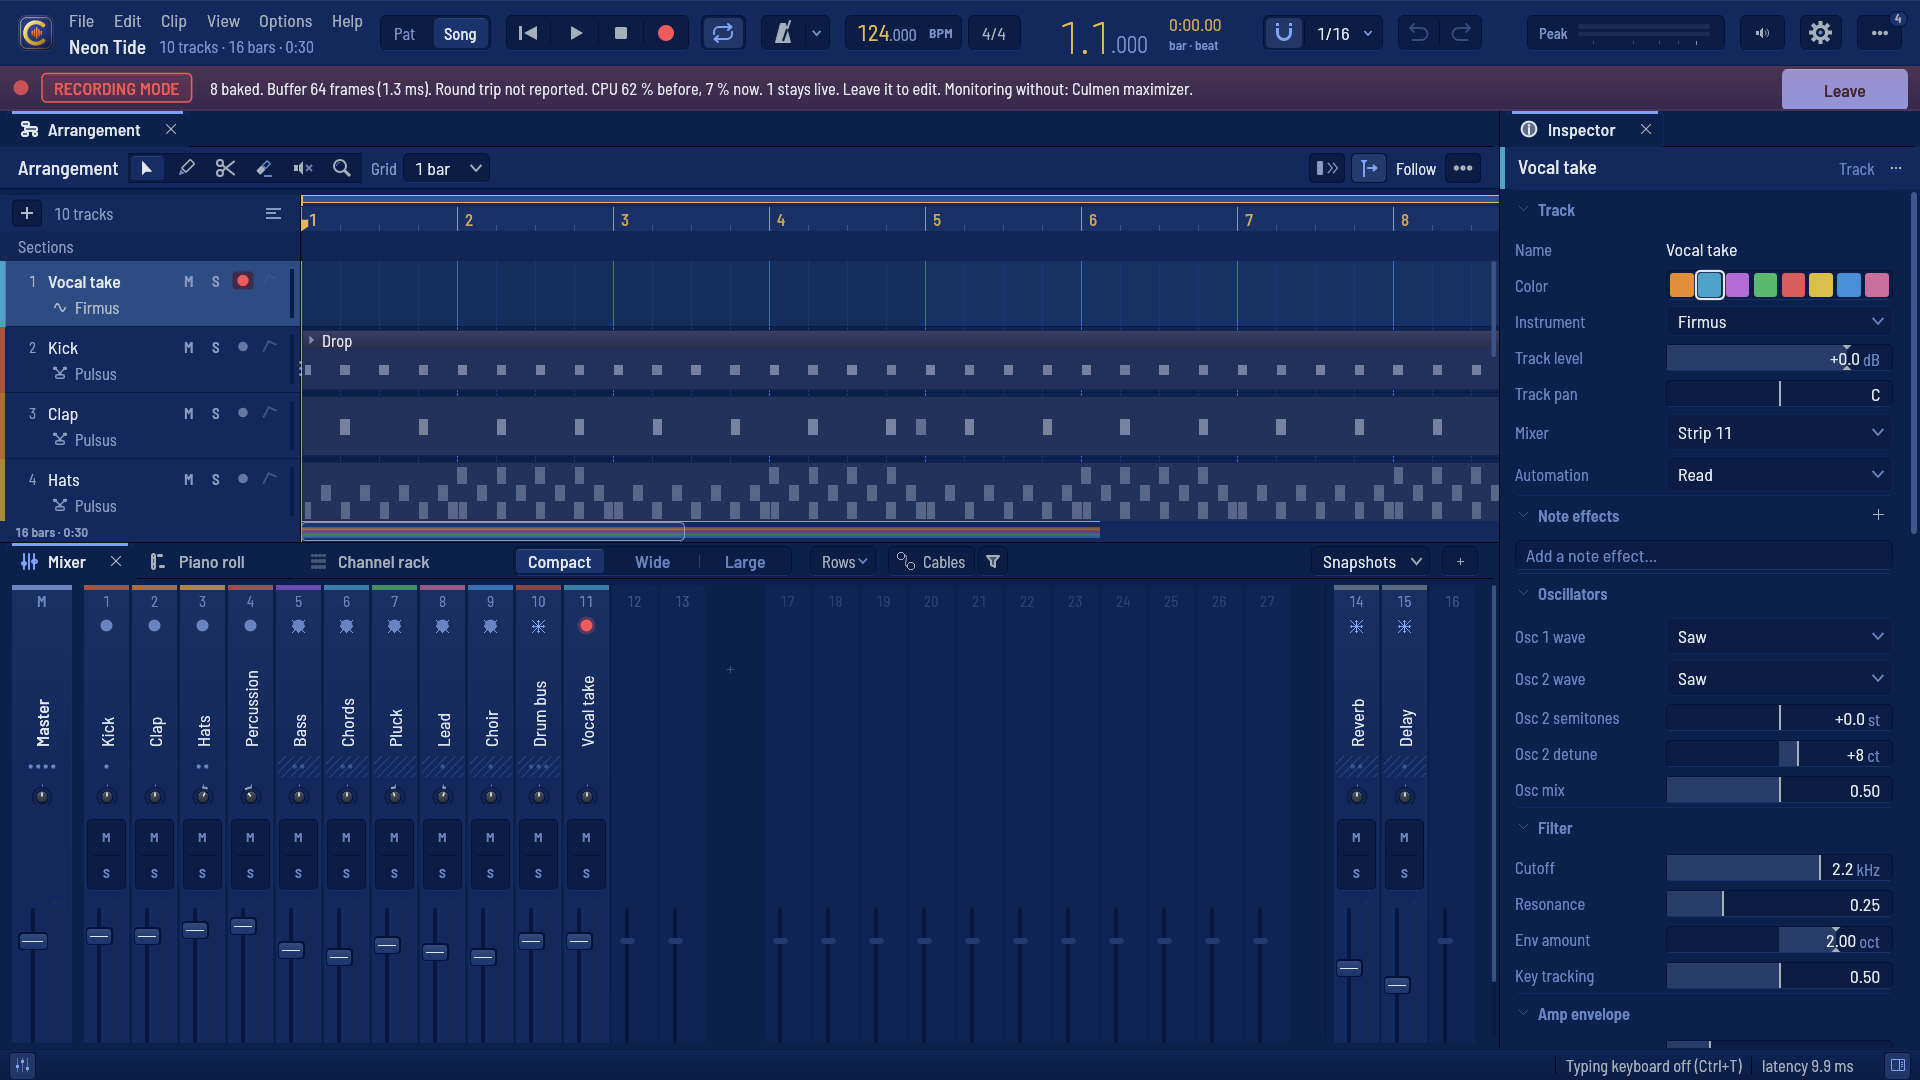 File Edit Clip View Options Help
Neon Tide 10 tracks · 16 bars · 0:30
Pat Song
124.000 BPM 4/4
1.1.000
0:00.00
bar · beat
1/16
Peak
4
RECORDING MODE 8 baked. Buffer 64 frames (1.3 ms). Round trip not reported. CPU 62 % before, 7 % now. 1 stays live. Leave it to edit. Monitoring without: Culmen maximizer.
Leave
Arrangement
Arrangement
Grid 1 bar
Follow
10 tracks
1 2 3 4 5 6 7 8
Sections
1 Vocal take M S
Firmus
Drop
2 Kick M S
Pulsus
3 Clap M S
Pulsus
4 Hats M S
Pulsus
16 bars · 0:30
Mixer Piano roll Channel rack
Compact Wide Large
Rows Cables
Snapshots
M 1 2 3 4 5 6 7 8 9 10 11 12 13 17 18 19 20 21 22 23 24 25 26 27 14 15 16
Master Kick Clap Hats Percussion Bass Chords Pluck Lead Choir Drum bus Vocal take Reverb Delay
M M M M M M M M M M M M M
S S S S S S S S S S S S S
Inspector
Vocal take Track
Track
Name Vocal take
Color
Instrument Firmus
Track level +0.0 dB
Track pan C
Mixer Strip 11
Automation Read
Note effects
Add a note effect...
Oscillators
Osc 1 wave Saw
Osc 2 wave Saw
Osc 2 semitones +0.0 st
Osc 2 detune +8 ct
Osc mix 0.50
Filter
Cutoff 2.2 kHz
Resonance 0.25
Env amount 2.00 oct
Key tracking 0.50
Amp envelope
Typing keyboard off (Ctrl+T) latency 9.9 ms